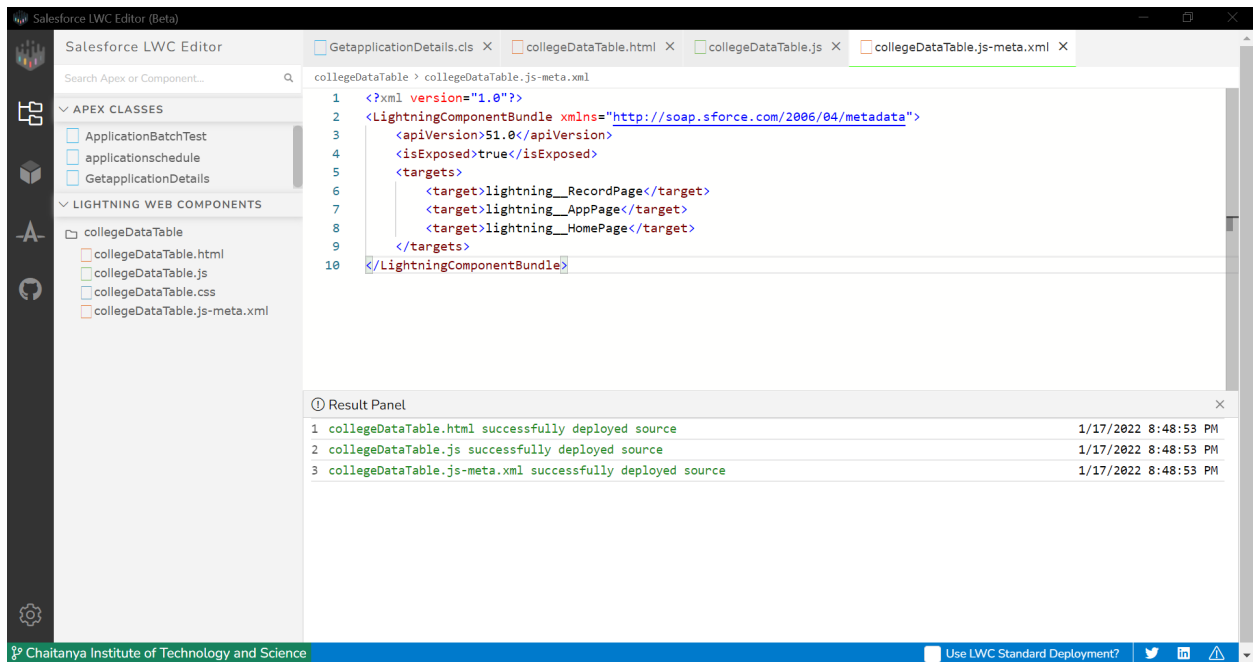 Salesforce LWC Editor (Beta)
Salesforce LWC Editor
Search Apex or Component...
APEX CLASSES
ApplicationBatchTest
applicationschedule
GetapplicationDetails
LIGHTNING WEB COMPONENTS
collegeDataTable
collegeDataTable.html
collegeDataTable.js
collegeDataTable.css
collegeDataTable.js-meta.xml
GetapplicationDetails.cls collegeDataTable.html collegeDataTable.js collegeDataTable.js-meta.xml
collegeDataTable > collegeDataTable.js-meta.xml
1 <?xml version="1.0"?>
2 <LightningComponentBundle xmlns="http://soap.sforce.com/2006/04/metadata">
3 <apiVersion>51.0</apiVersion>
4 <isExposed>true</isExposed>
5 <targets>
6 <target>lightning__RecordPage</target>
7 <target>lightning__AppPage</target>
8 <target>lightning__HomePage</target>
9 </targets>
10 </LightningComponentBundle>
Result Panel
1 collegeDataTable.html successfully deployed source 1/17/2022 8:48:53 PM
2 collegeDataTable.js successfully deployed source 1/17/2022 8:48:53 PM
3 collegeDataTable.js-meta.xml successfully deployed source 1/17/2022 8:48:53 PM
Chaitanya Institute of Technology and Science
Use LWC Standard Deployment?